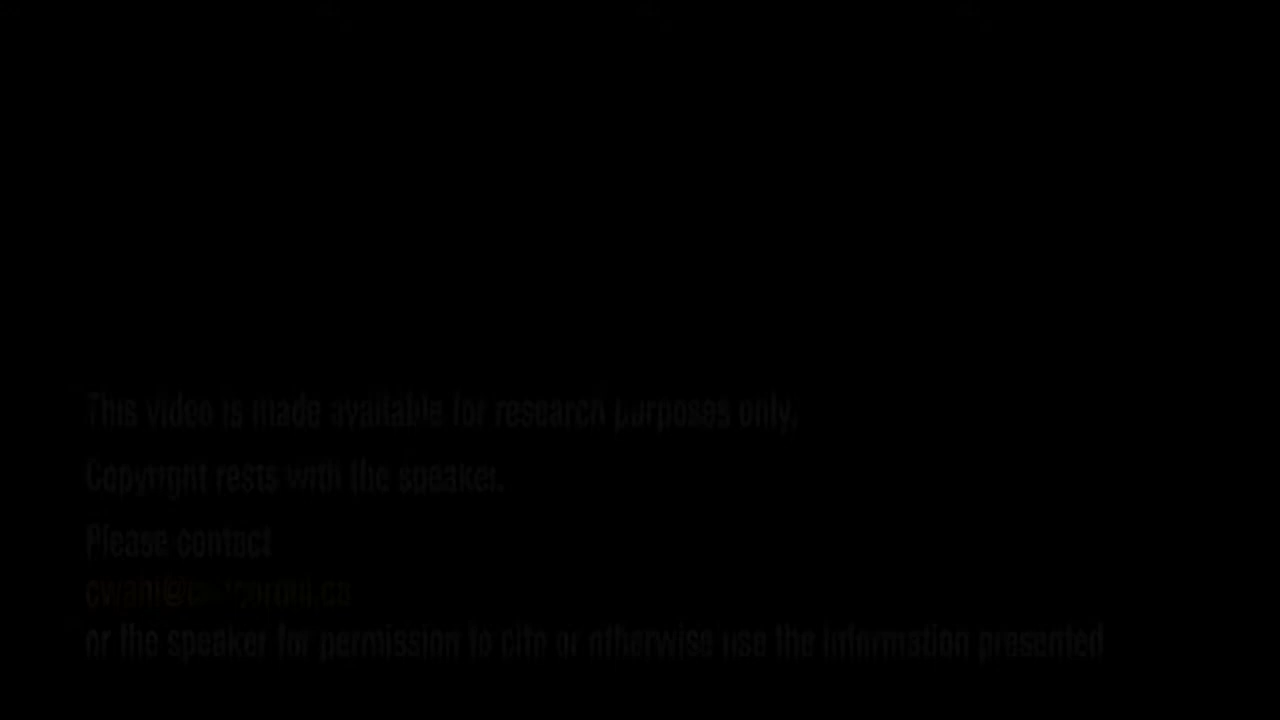 This video is made available for research purposes only.
Copyright rests with the speaker.
Please contact
or the speaker for permission to cite or otherwise use the information presented